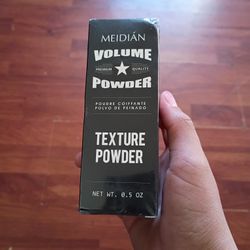 MEIDIÁN
VOLUME
PREMIUM ★ QUALITY
POWDER
POUDRE COIFFANTE
POLVO DE PEINADO
TEXTURE
POWDER
NET WT. 0.5 OZ